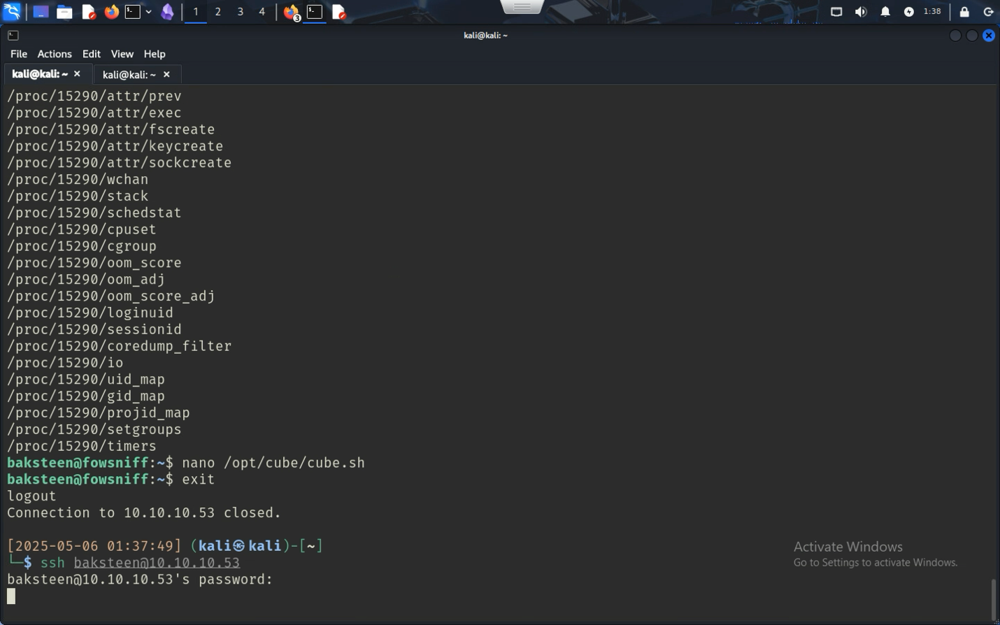 1 2 3 4 3 1:38
kali@kali: ~
File Actions Edit View Help
kali@kali: ~ × kali@kali: ~ ×
/proc/15290/attr/prev
/proc/15290/attr/exec
/proc/15290/attr/fscreate
/proc/15290/attr/keycreate
/proc/15290/attr/sockcreate
/proc/15290/wchan
/proc/15290/stack
/proc/15290/schedstat
/proc/15290/cpuset
/proc/15290/cgroup
/proc/15290/oom_score
/proc/15290/oom_adj
/proc/15290/oom_score_adj
/proc/15290/loginuid
/proc/15290/sessionid
/proc/15290/coredump_filter
/proc/15290/io
/proc/15290/uid_map
/proc/15290/gid_map
/proc/15290/projid_map
/proc/15290/setgroups
/proc/15290/timers
baksteen@fowsniff:~$ nano /opt/cube/cube.sh
baksteen@fowsniff:~$ exit
logout
Connection to 10.10.10.53 closed.
[2025-05-06 01:37:49] (kali㉿kali)-[~]
└─$ ssh baksteen@10.10.10.53
baksteen@10.10.10.53's password:
Activate Windows
Go to Settings to activate Windows.